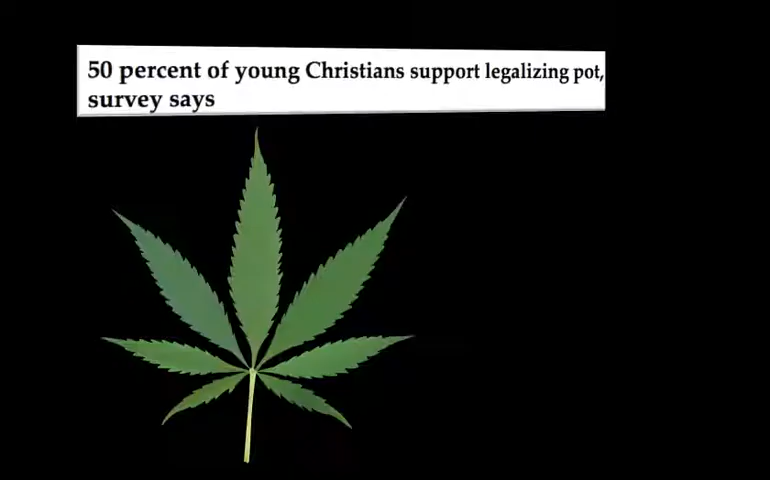 50 percent of young Christians support legalizing pot,
survey says